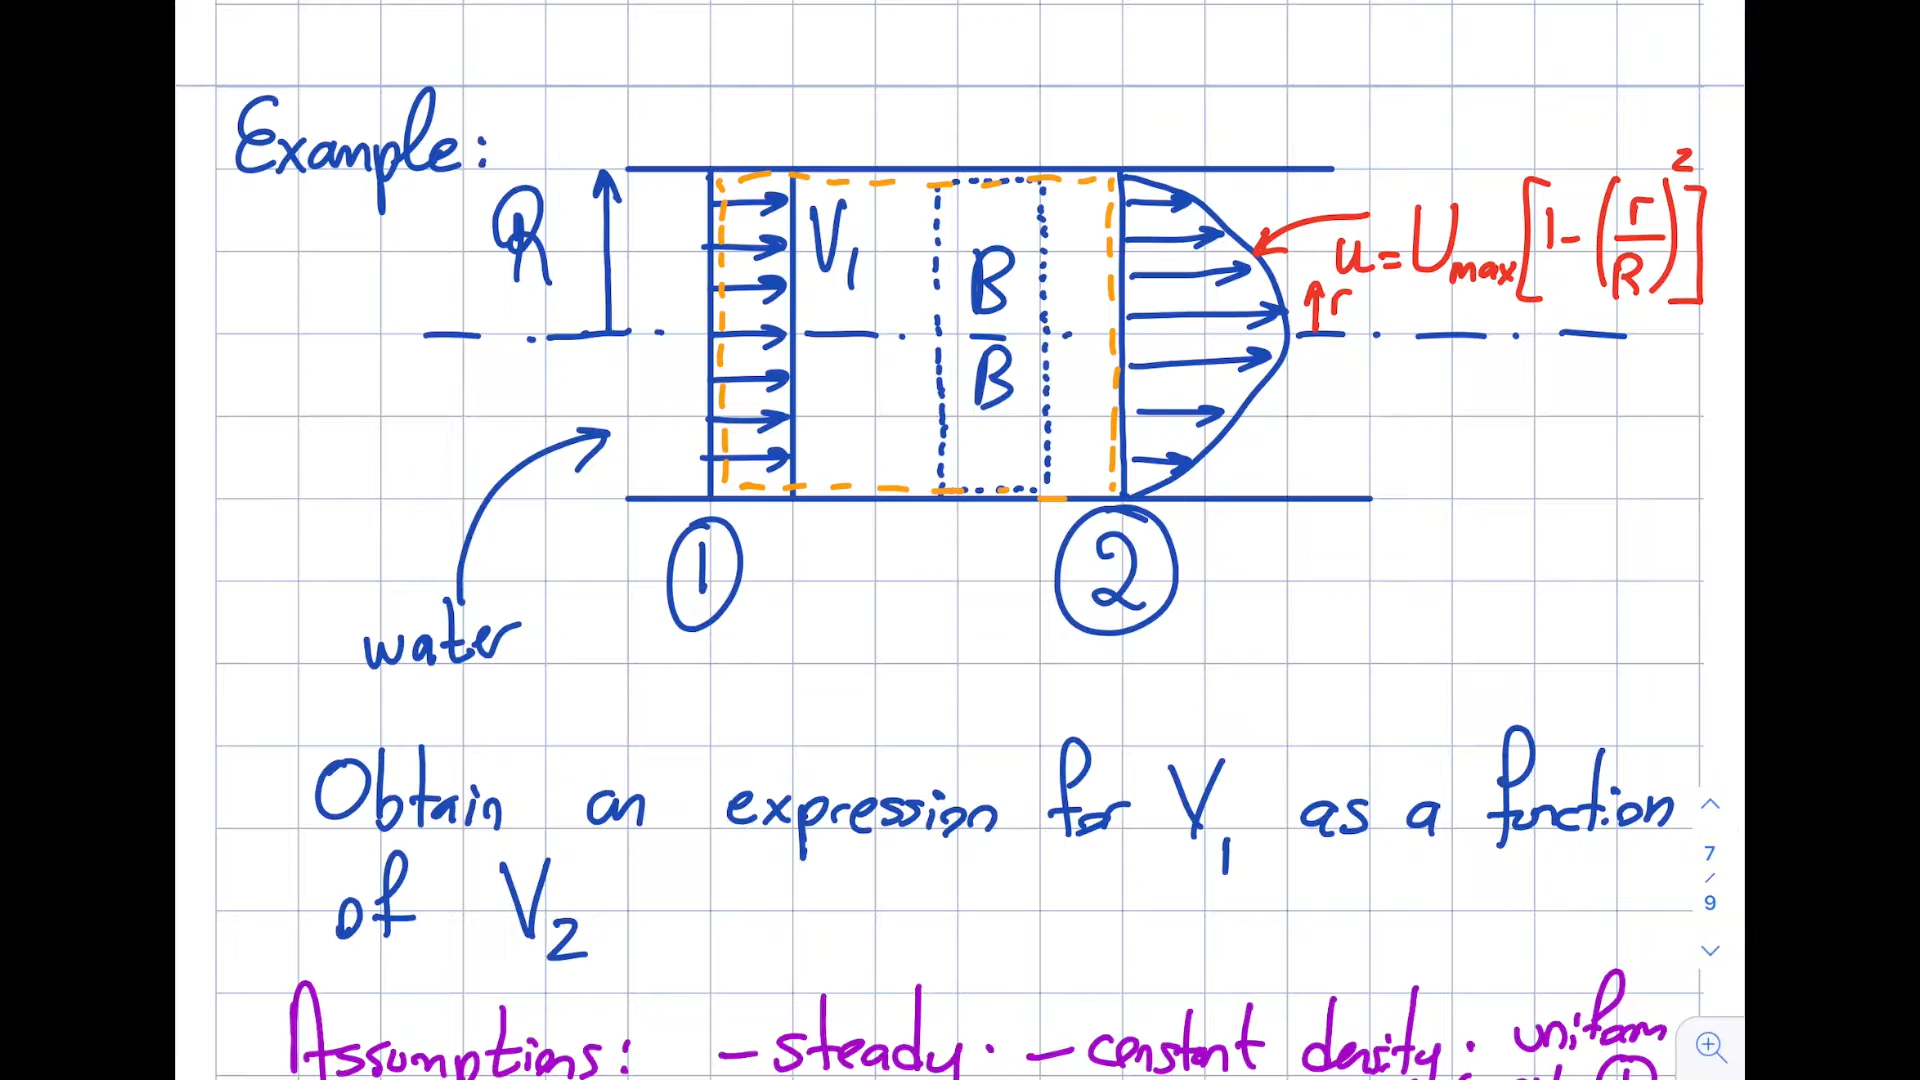 Example:
R
V1
B
B
u = Umax [1 - (r/R)^2]
r
1
2
water
Obtain an expression for V1 as a function
of V2
7
/
9
Assumptions: - steady. - constant density. uniform